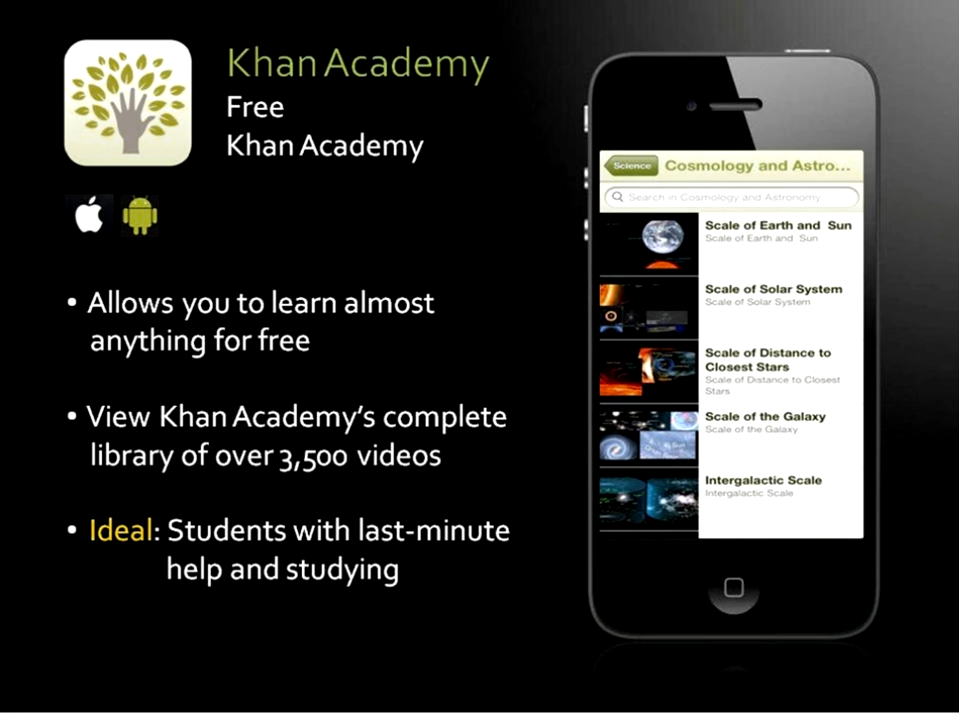 Khan Academy
Free
Khan Academy
• Allows you to learn almost
anything for free
• View Khan Academy's complete
library of over 3,500 videos
• Ideal: Students with last-minute
help and studying
Science
Cosmology and Astro...
Search in Cosmology and Astronomy
Scale of Earth and Sun
Scale of Earth and Sun
Scale of Solar System
Scale of Solar System
Scale of Distance to
Closest Stars
Scale of Distance to Closest
Stars
Scale of the Galaxy
Scale of the Galaxy
Intergalactic Scale
Intergalactic Scale